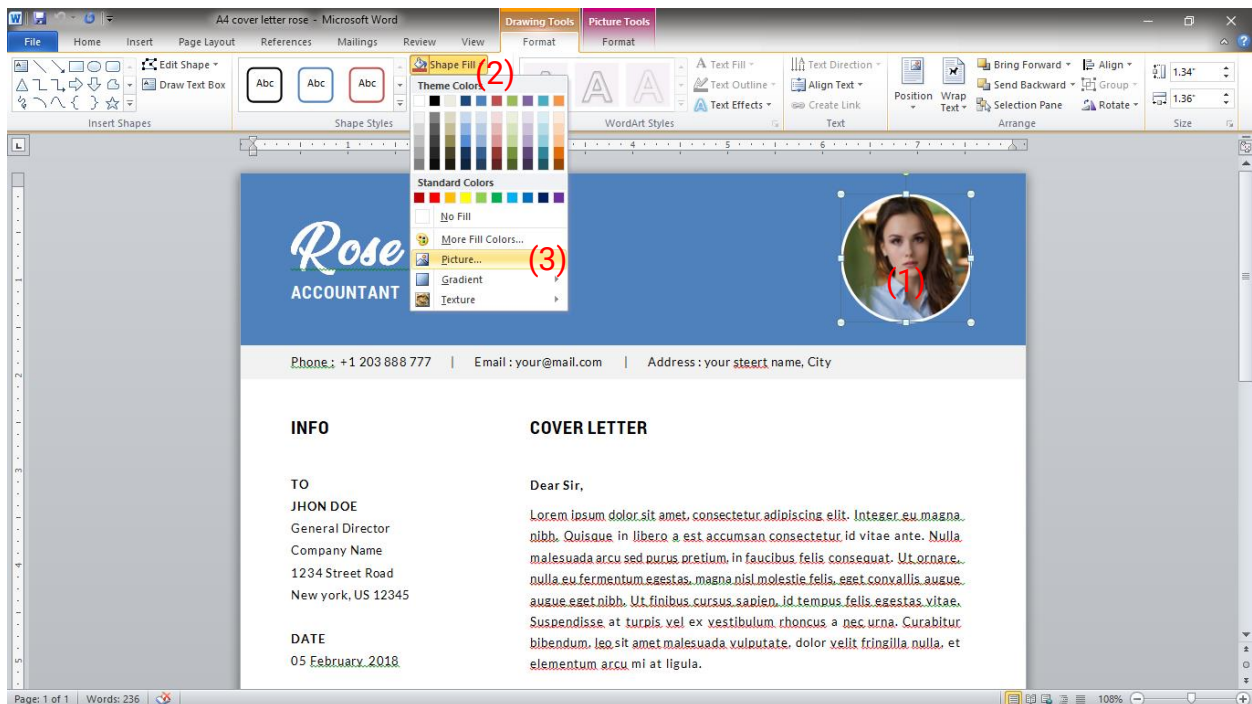 A4 cover letter rose - Microsoft Word
Drawing Tools
Picture Tools
File Home Insert Page Layout References Mailings Review View Format Format
Edit Shape
Draw Text Box
Insert Shapes
Abc Abc Abc
Shape Styles
Shape Fill
(2)
Theme Colors
Standard Colors
No Fill
More Fill Colors...
Picture...
(3)
Gradient
Texture
A A
WordArt Styles
Text Fill
Text Outline
Text Effects
Text Direction
Align Text
Create Link
Text
Position
Wrap Text
Bring Forward
Send Backward
Selection Pane
Align
Group
Rotate
Arrange
1.34"
1.36"
Size
1 4 5 6 7
Rose
ACCOUNTANT
(1)
Phone : +1 203 888 777 | Email : your@mail.com | Address : your steert name, City
INFO
TO
JHON DOE
General Director
Company Name
1234 Street Road
New york, US 12345
DATE
05 February 2018
COVER LETTER
Dear Sir,
Lorem ipsum dolor sit amet, consectetur adipiscing elit. Integer eu magna
nibh. Quisque in libero a est accumsan consectetur id vitae ante. Nulla
malesuada arcu sed purus pretium, in faucibus felis consequat. Ut ornare,
nulla eu fermentum egestas, magna nisl molestie felis, eget convallis augue
augue eget nibh. Ut finibus cursus sapien, id tempus felis egestas vitae.
Suspendisse at turpis vel ex vestibulum rhoncus a nec urna. Curabitur
bibendum, leo sit amet malesuada vulputate, dolor velit fringilla nulla, et
elementum arcu mi at ligula.
Page: 1 of 1 Words: 236
108%